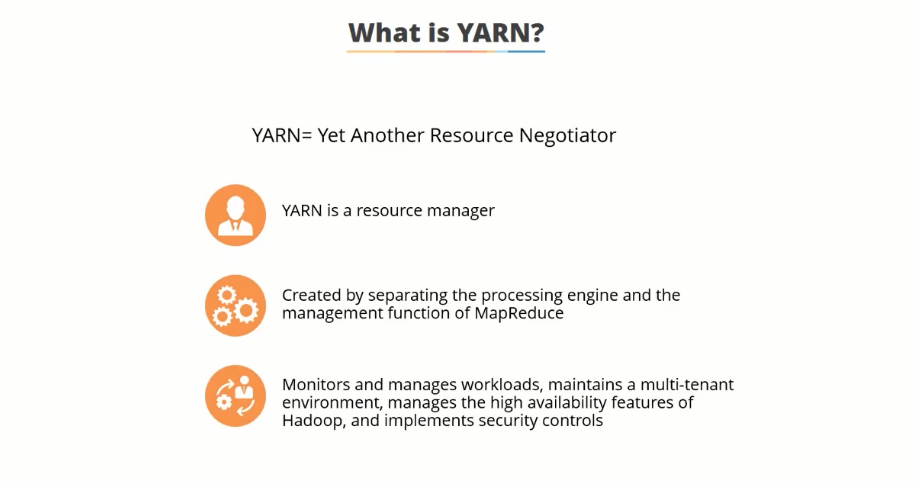 What is YARN?
YARN= Yet Another Resource Negotiator
YARN is a resource manager
Created by separating the processing engine and the
management function of MapReduce
Monitors and manages workloads, maintains a multi-tenant
environment, manages the high availability features of
Hadoop, and implements security controls